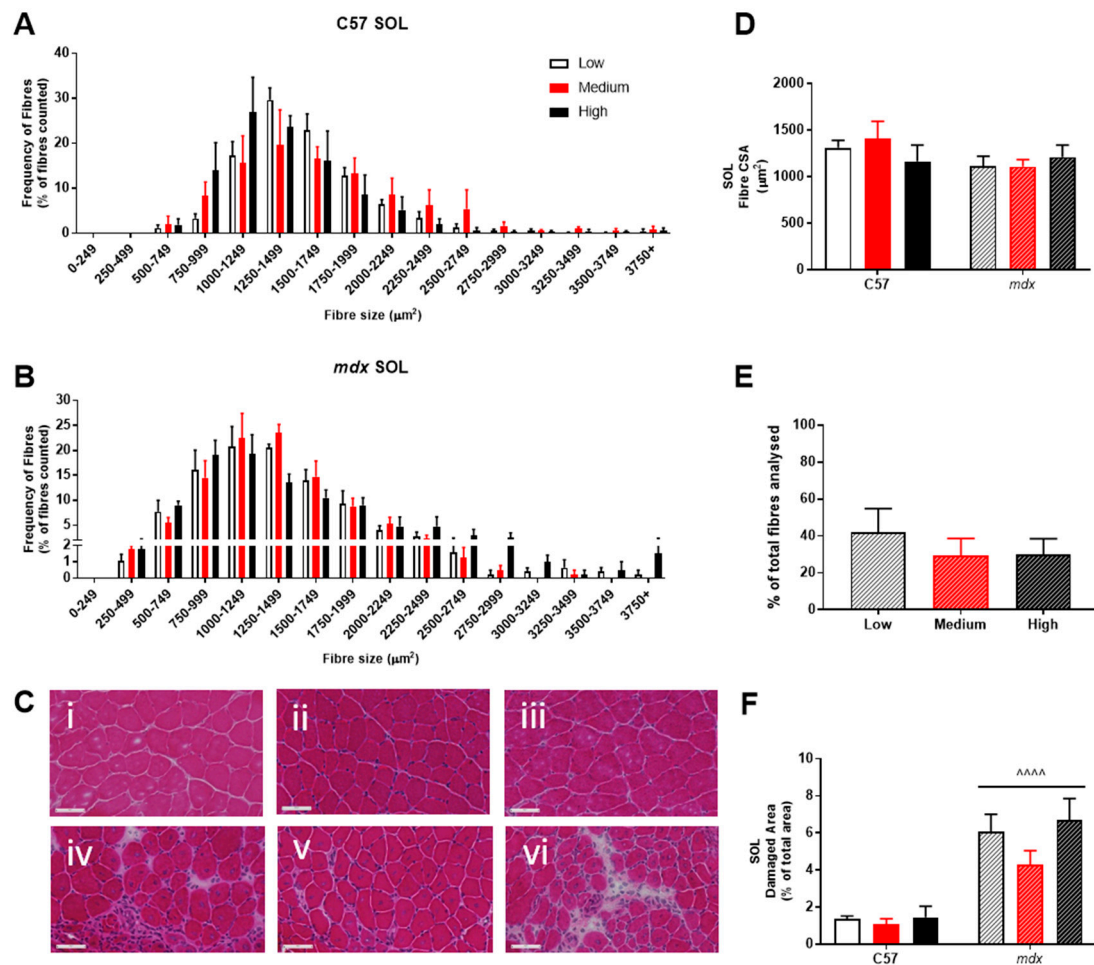 A
C57 SOL
Frequency of Fibres
(% of fibres counted)
40
30
20
10
0
Low
Medium
High
0-249
250-499
500-749
750-999
1000-1249
1250-1499
1500-1749
1750-1999
2000-2249
2250-2499
2500-2749
2750-2999
3000-3249
3250-3499
3500-3749
3750+
Fibre size (μm²)
B
mdx SOL
Frequency of Fibres
(% of fibres counted)
30
25
20
15
10
5
2
1
0
0-249
250-499
500-749
750-999
1000-1249
1250-1499
1500-1749
1750-1999
2000-2249
2250-2499
2500-2749
2750-2999
3000-3249
3250-3499
3500-3749
3750+
Fibre size (μm²)
C
i
ii
iii
iv
v
vi
D
SOL
Fibre CSA
(μm²)
2000
1500
1000
500
0
C57
mdx
E
% of total fibres analysed
100
80
60
40
20
0
Low
Medium
High
F
SOL
Damaged Area
(% of total area)
10
8
6
4
2
0
^^^^
C57
mdx